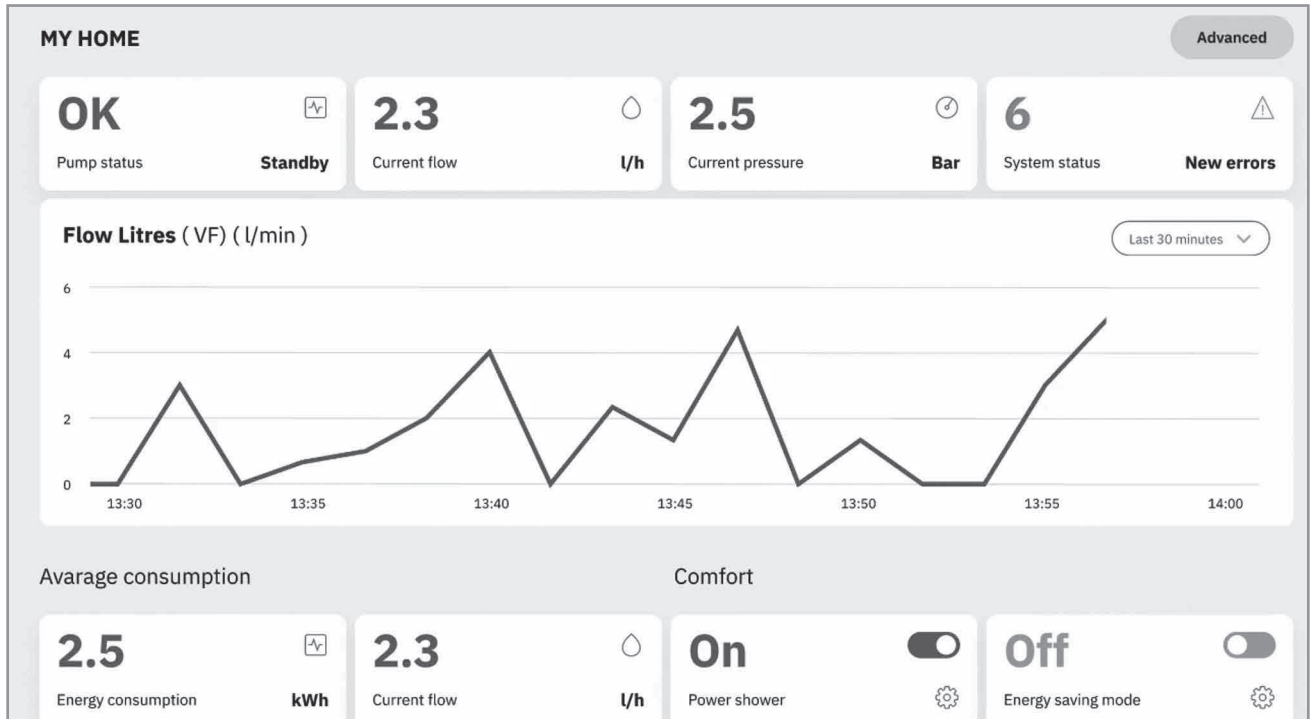 MY HOME
Advanced
OK
Pump status Standby
2.3
Current flow l/h
2.5
Current pressure Bar
6
System status New errors
Flow Litres ( VF) ( l/min )
Last 30 minutes
6
4
2
0
13:30 13:35 13:40 13:45 13:50 13:55 14:00
Avarage consumption
Comfort
2.5
Energy consumption kWh
2.3
Current flow l/h
On
Power shower
Off
Energy saving mode